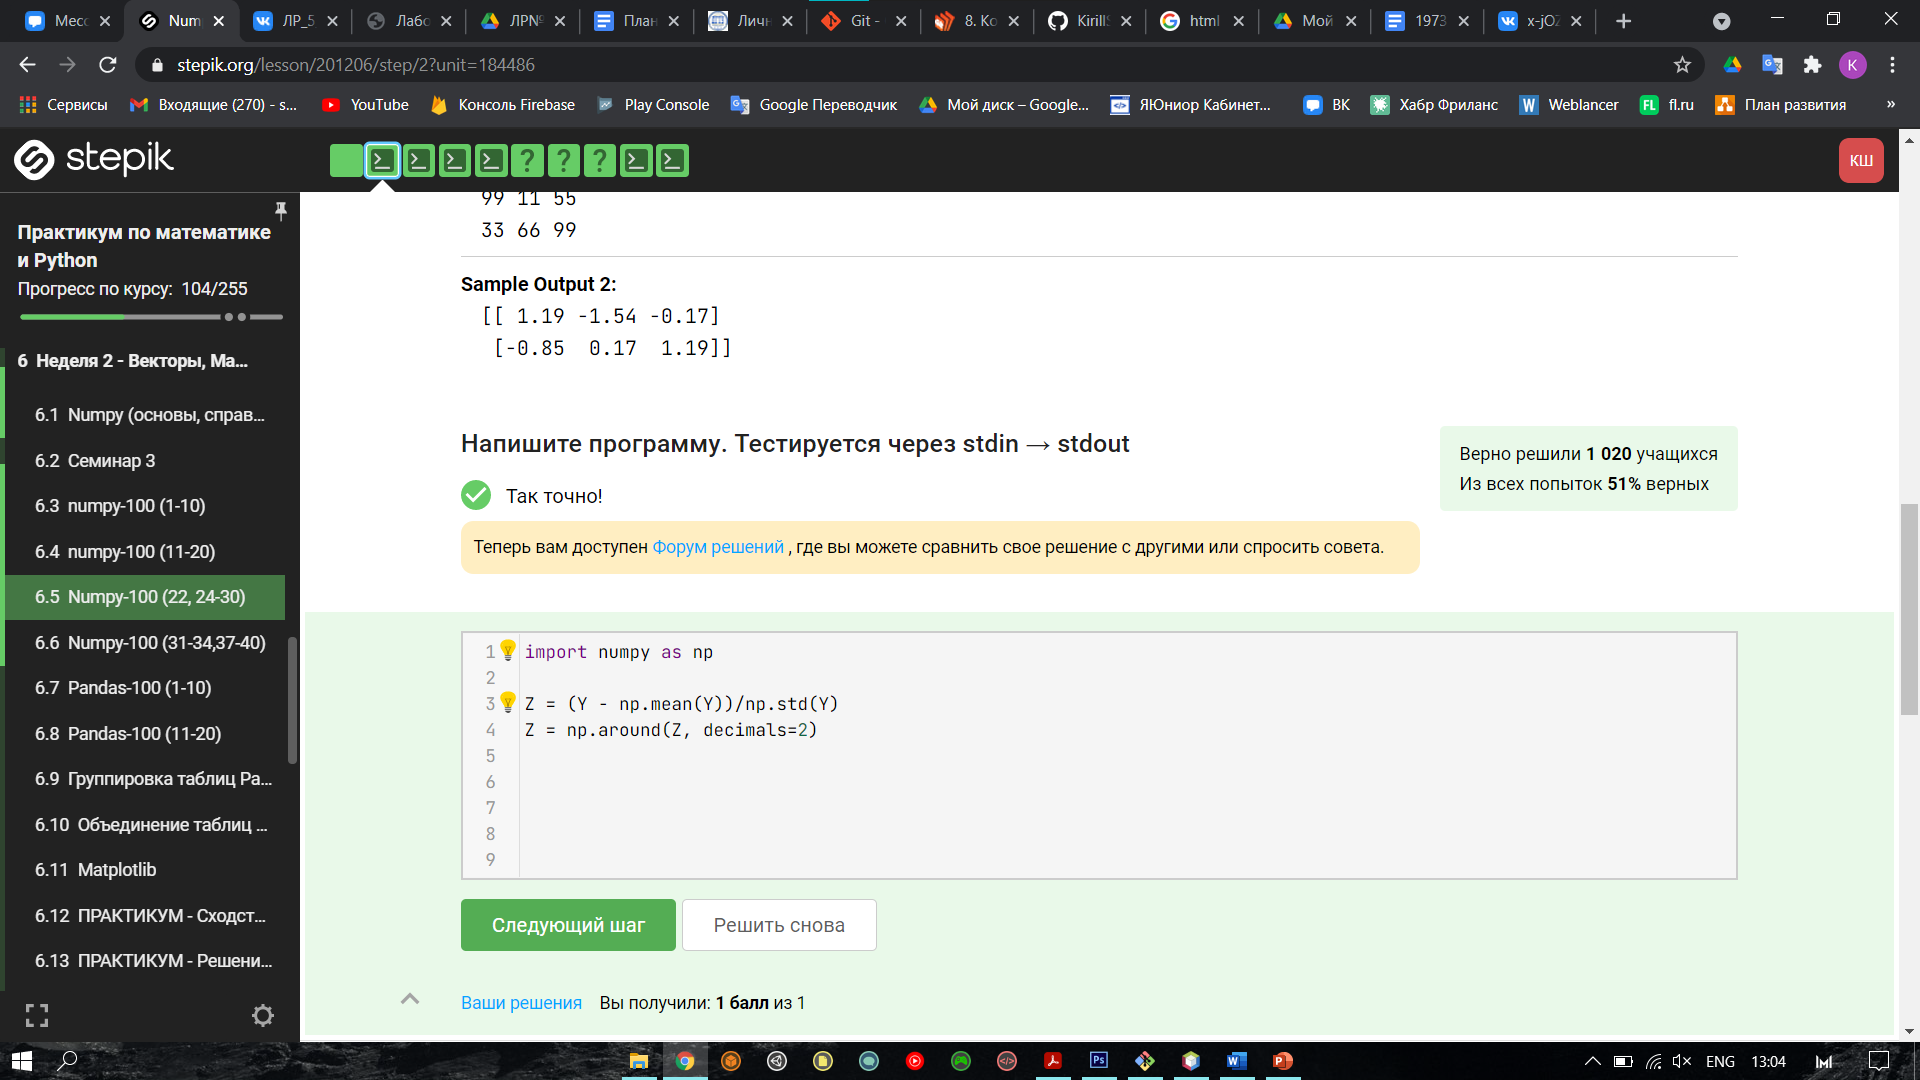 Месс
Nump
ЛР_5
Лабо
ЛР№
План
Личн
Git -
8. Ко
KirillS
html
Мой
1973
x-jOZ
stepik.org/lesson/201206/step/2?unit=184486
K
Сервисы
Входящие (270) - s...
YouTube
Консоль Firebase
Play Console
Google Переводчик
Мой диск – Google...
ЯЮниор Кабинет...
ВК
Хабр Фриланс
Weblancer
FL
fl.ru
План развития
»
stepik
КШ
Практикум по математике
и Python
Прогресс по курсу: 104/255
6 Неделя 2 - Векторы, Ма...
6.1 Numpy (основы, справ...
6.2 Семинар 3
6.3 numpy-100 (1-10)
6.4 numpy-100 (11-20)
6.5 Numpy-100 (22, 24-30)
6.6 Numpy-100 (31-34,37-40)
6.7 Pandas-100 (1-10)
6.8 Pandas-100 (11-20)
6.9 Группировка таблиц Pa...
6.10 Объединение таблиц ...
6.11 Matplotlib
6.12 ПРАКТИКУМ - Сходст...
6.13 ПРАКТИКУМ - Решени...
99 11 55
33 66 99
Sample Output 2:
[[ 1.19 -1.54 -0.17]
[-0.85 0.17 1.19]]
Напишите программу. Тестируется через stdin → stdout
Верно решили 1 020 учащихся
Из всех попыток 51% верных
Так точно!
Теперь вам доступен Форум решений , где вы можете сравнить свое решение с другими или спросить совета.
1 import numpy as np
2
3 Z = (Y - np.mean(Y))/np.std(Y)
4 Z = np.around(Z, decimals=2)
5
6
7
8
9
Следующий шаг
Решить снова
Ваши решения Вы получили: 1 балл из 1
Ps
ENG
13:04